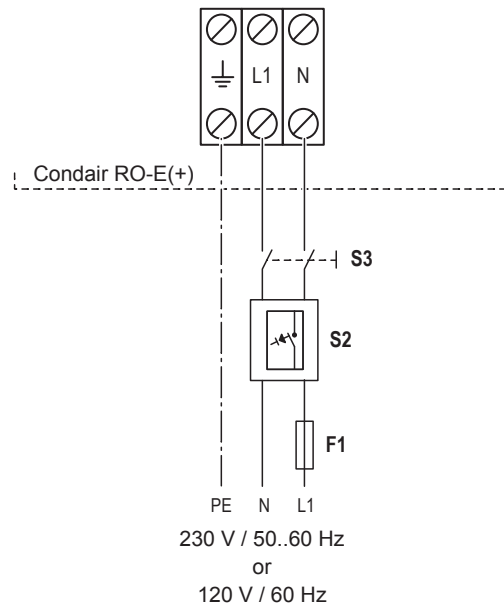 L1 N
Condair RO-E(+)
S3
S2
F1
PE N L1
230 V / 50..60 Hz
or
120 V / 60 Hz